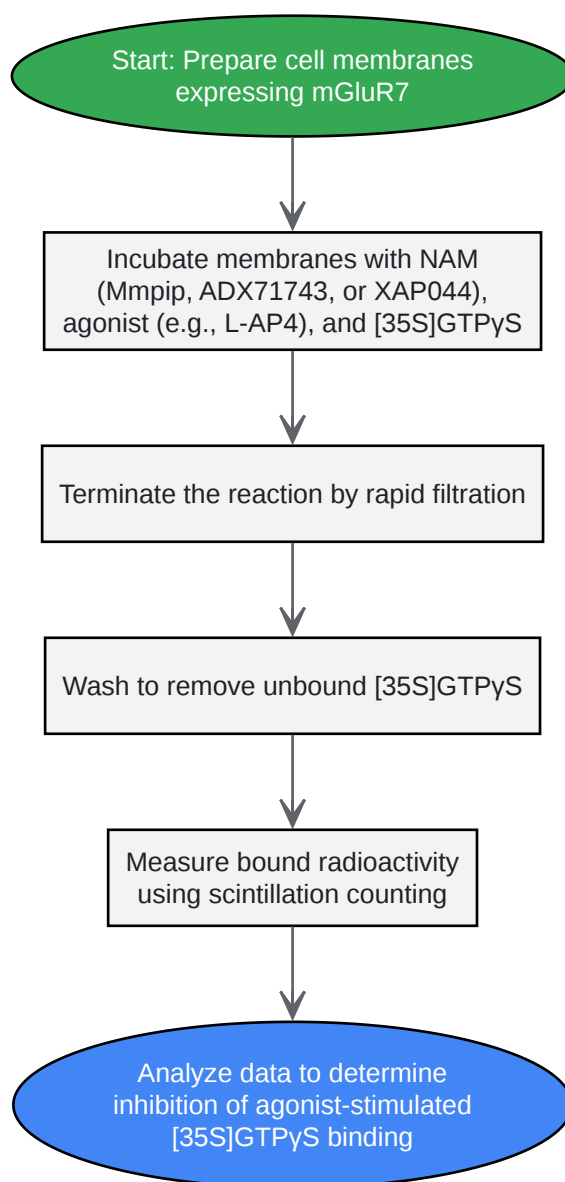 Start: Prepare cell membranes
expressing mGluR7
Incubate membranes with NAM
(Mmpip, ADX71743, or XAP044),
agonist (e.g., L-AP4), and [35S]GTPγS
Terminate the reaction by rapid filtration
Wash to remove unbound [35S]GTPγS
Measure bound radioactivity
using scintillation counting
Analyze data to determine
inhibition of agonist-stimulated
[35S]GTPγS binding